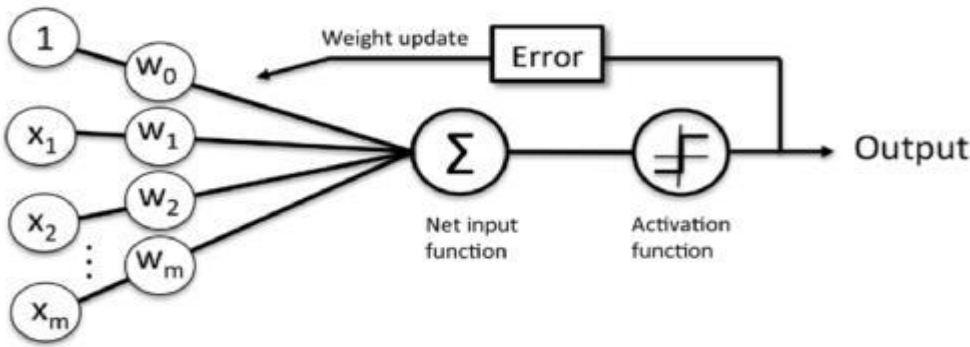 1
w0
Weight update
Error
x1
w1
Σ
Output
x2
w2
Net input
function
Activation
function
⋮
wm
xm